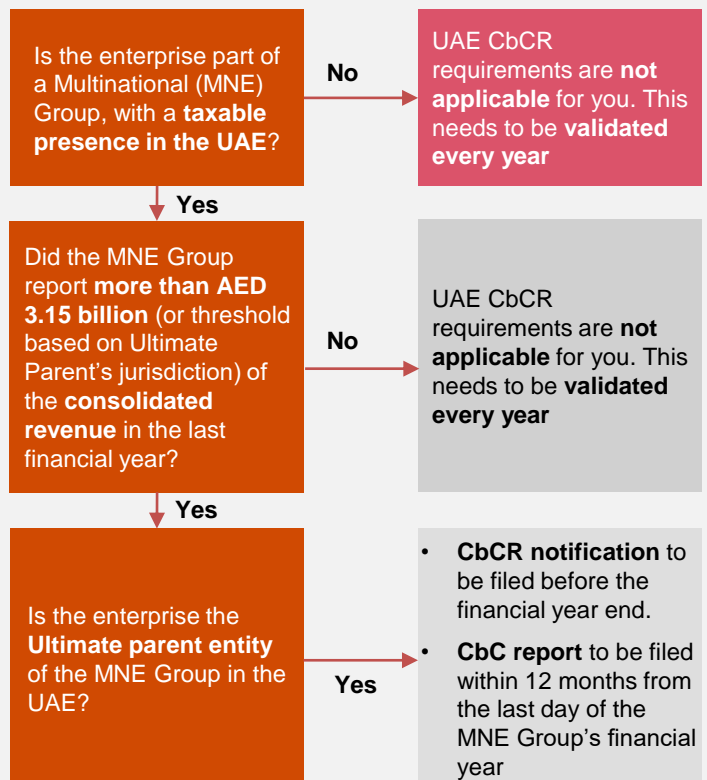 Is the enterprise part of
a Multinational (MNE)
Group, with a taxable
presence in the UAE?
No
UAE CbCR
requirements are not
applicable for you. This
needs to be validated
every year
Yes
Did the MNE Group
report more than AED
3.15 billion (or threshold
based on Ultimate
Parent's jurisdiction) of
the consolidated
revenue in the last
financial year?
No
UAE CbCR
requirements are not
applicable for you. This
needs to be validated
every year
Yes
Is the enterprise the
Ultimate parent entity
of the MNE Group in the
UAE?
Yes
• CbCR notification to
be filed before the
financial year end.
• CbC report to be filed
within 12 months from
the last day of the
MNE Group's financial
year